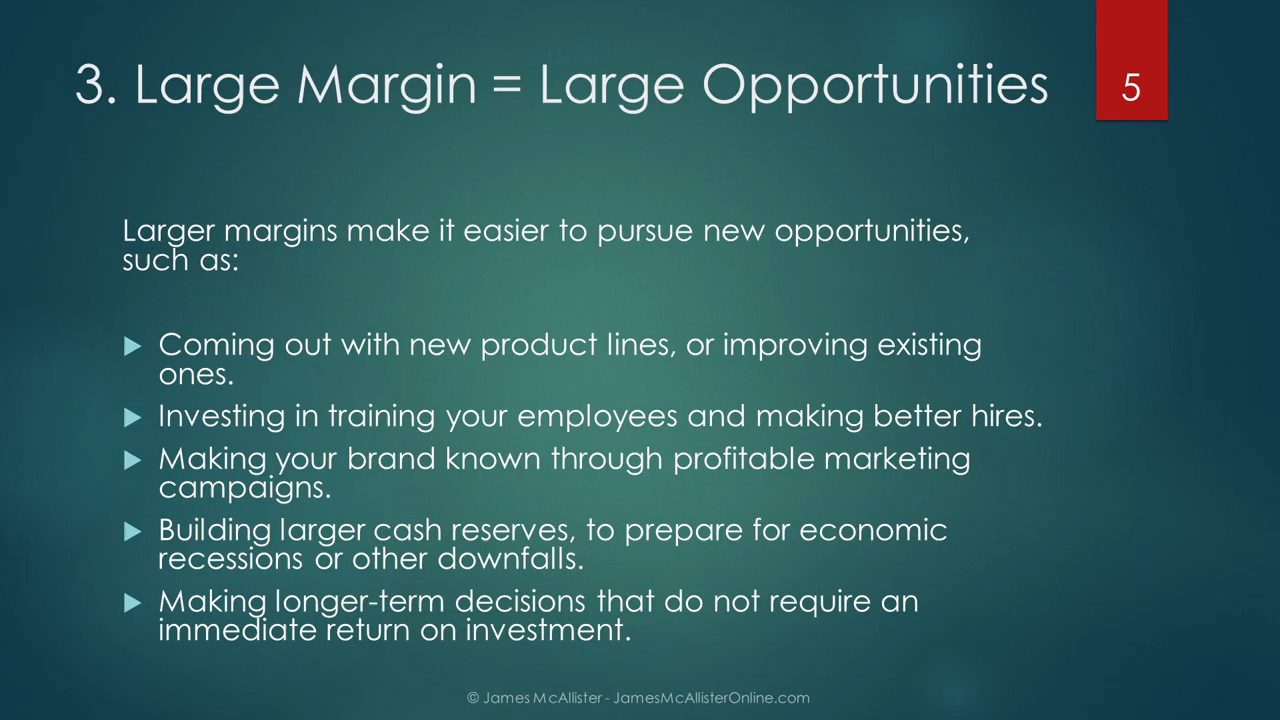 3. Large Margin = Large Opportunities
5
Larger margins make it easier to pursue new opportunities,
such as:
Coming out with new product lines, or improving existing
ones.
Investing in training your employees and making better hires.
Making your brand known through profitable marketing
campaigns.
Building larger cash reserves, to prepare for economic
recessions or other downfalls.
Making longer-term decisions that do not require an
immediate return on investment.
© James McAllister - JamesMcAllisterOnline.com